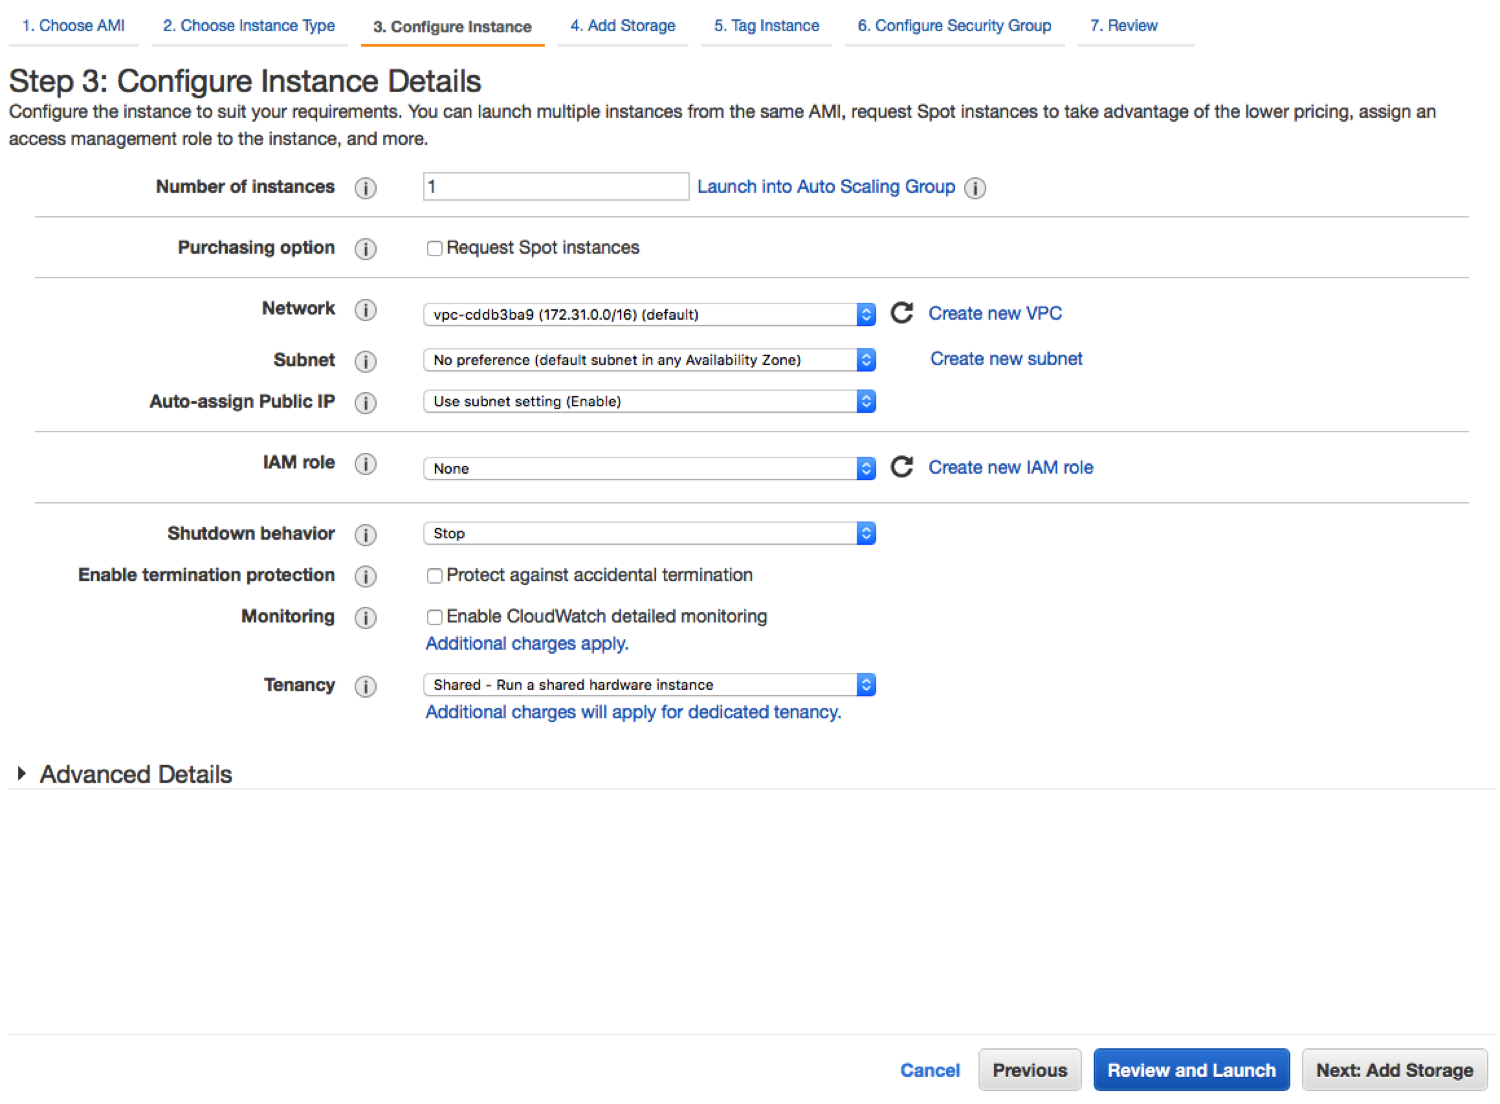 1. Choose AMI 2. Choose Instance Type 3. Configure Instance 4. Add Storage 5. Tag Instance 6. Configure Security Group 7. Review
Step 3: Configure Instance Details
Configure the instance to suit your requirements. You can launch multiple instances from the same AMI, request Spot instances to take advantage of the lower pricing, assign an
access management role to the instance, and more.
Number of instances i 1 Launch into Auto Scaling Group i
Purchasing option i Request Spot instances
Network i vpc-cddb3ba9 (172.31.0.0/16) (default) Create new VPC
Subnet i No preference (default subnet in any Availability Zone) Create new subnet
Auto-assign Public IP i Use subnet setting (Enable)
IAM role i None Create new IAM role
Shutdown behavior i Stop
Enable termination protection i Protect against accidental termination
Monitoring i Enable CloudWatch detailed monitoring
Additional charges apply.
Tenancy i Shared - Run a shared hardware instance
Additional charges will apply for dedicated tenancy.
Advanced Details
Cancel Previous Review and Launch Next: Add Storage